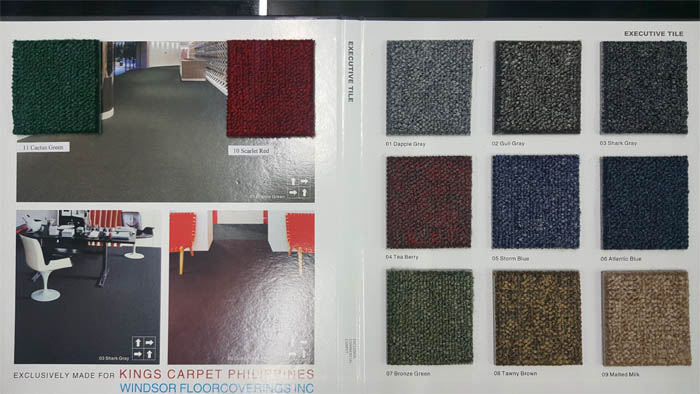 11 Cactus Green
10 Scarlet Red
Green
03 Shark Gray
EXCLUSIVELY MADE FOR KINGS CARPET PHILIPPINES
WINDSOR FLOORCOVERINGS INC
EXECUTIVE TILE
EXECUTIVE TILE
01 Dapple Gray
02 Gull Gray
03 Shark Gray
04 Tea Berry
05 Storm Blue
06 Atlantic Blue
07 Bronze Green
08 Tawny Brown
09 Malted Milk